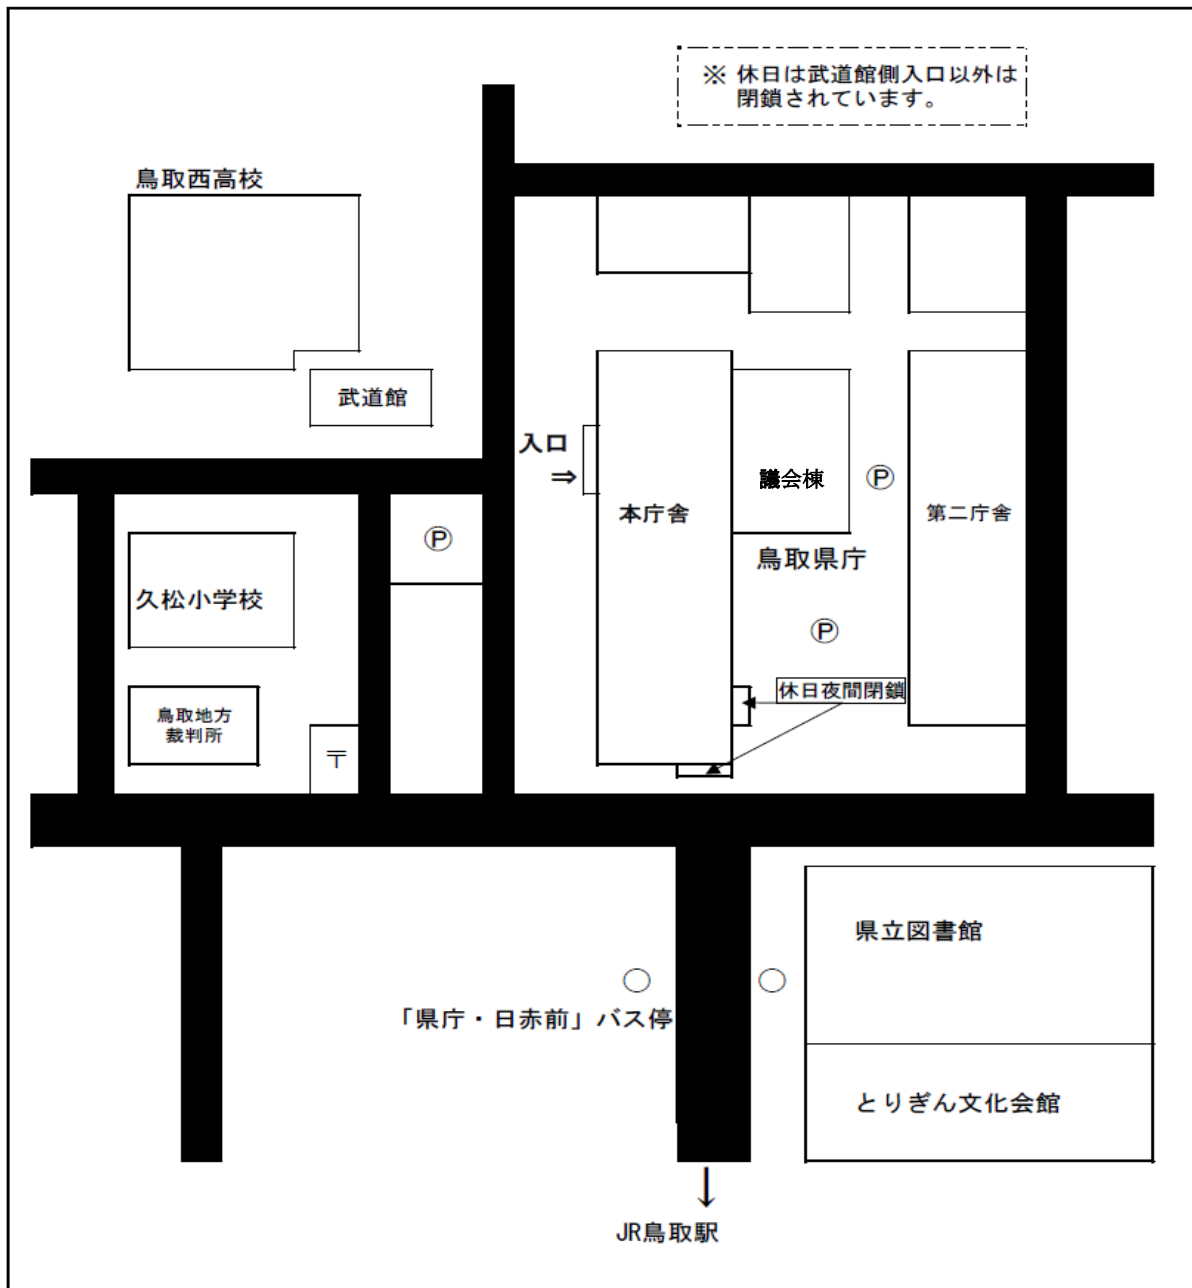 ※ 休日は武道館側入口以外は
閉鎖されています。
鳥取西高校
武道館
入口
⇒
議会棟
Ⓟ
本庁舎
第二庁舎
Ⓟ
鳥取県庁
久松小学校
Ⓟ
休日夜間閉鎖
鳥取地方
裁判所
〒
県立図書館
「県庁・日赤前」バス停
とりぎん文化会館
JR鳥取駅